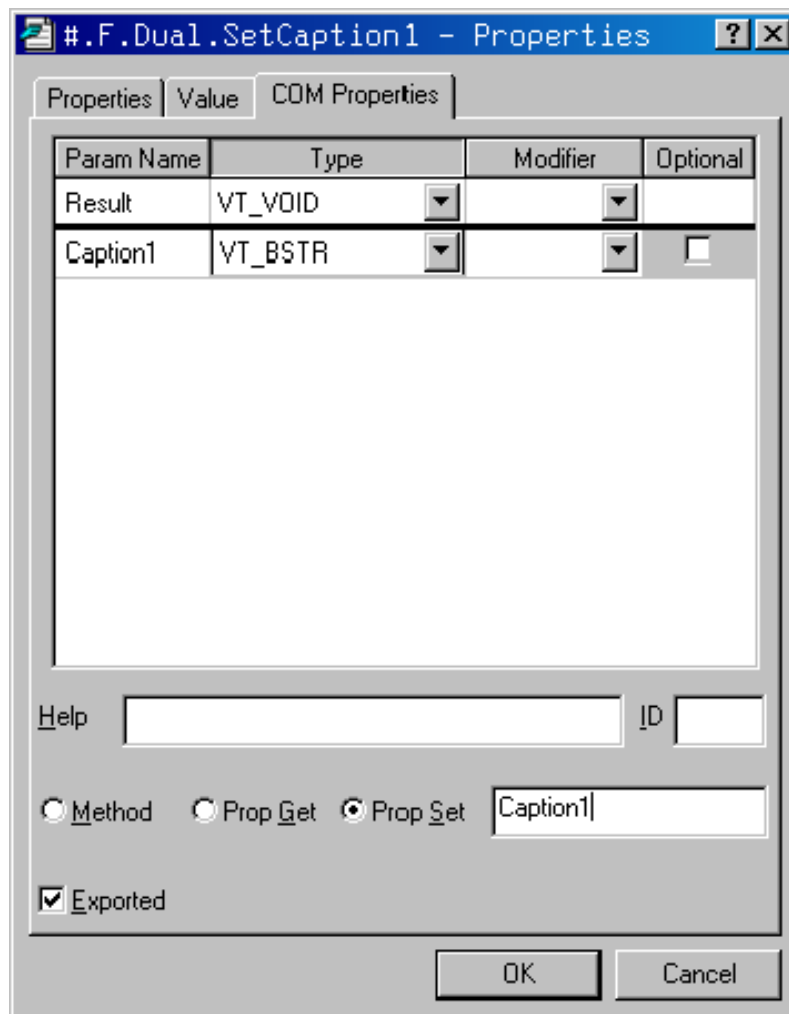 #.F.Dual.SetCaption1 - Properties
Properties Value COM Properties
Param Name Type Modifier Optional
Result VT_VOID
Caption1 VT_BSTR
Help ID
Method Prop Get Prop Set Caption1
Exported
OK Cancel